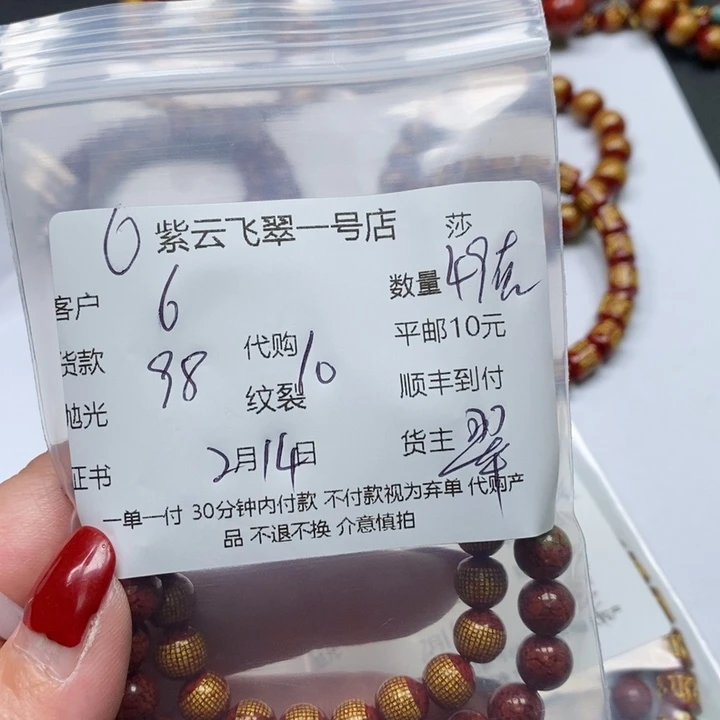 6 紫云飞翠一号店 莎
客户 6 数量 49克
平邮10元
货款 98 代购 10
抛光 纹裂 顺丰到付
证书 2月14日 货主 翠
一单一付 30分钟内付款 不付款视为弃单 代购产
品 不退不换 介意慎拍